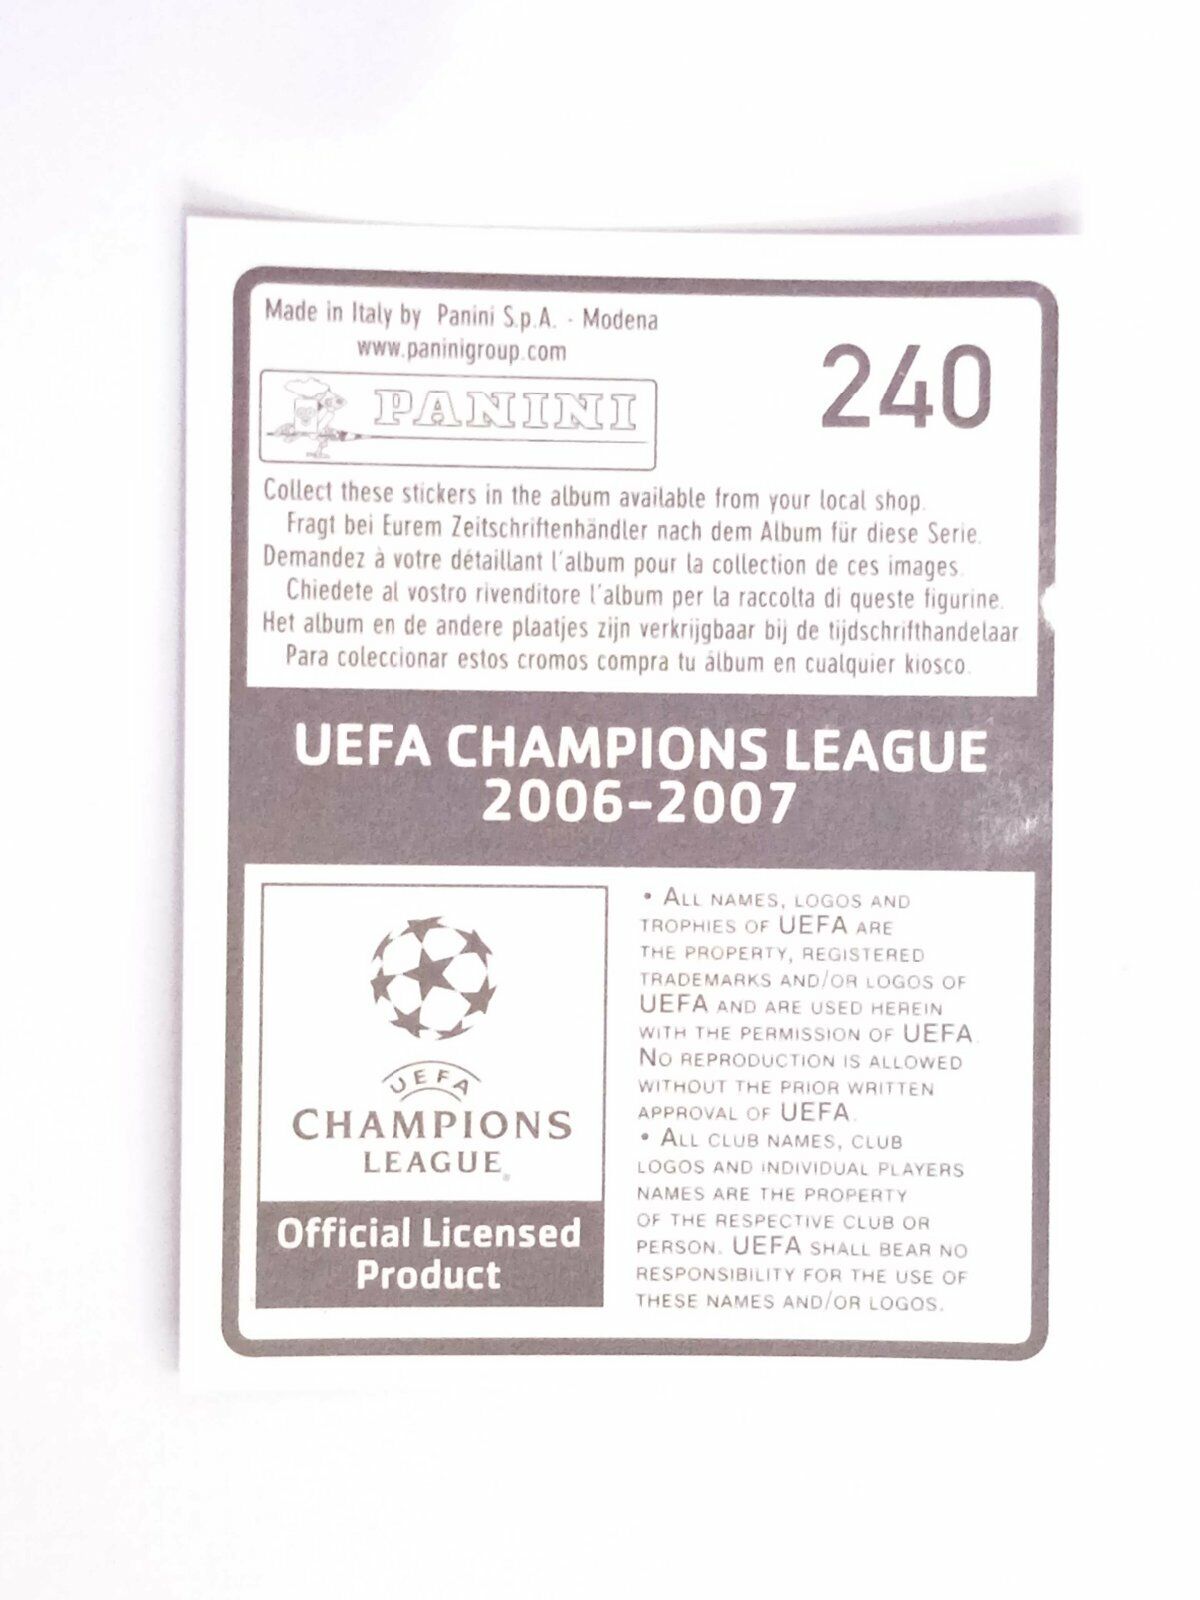 Made in Italy by Panini S.p.A. - Modena
www.paninigroup.com
240
PANINI
Collect these stickers in the album available from your local shop.
Fragt bei Eurem Zeitschriftenhändler nach dem Album für diese Serie.
Demandez à votre détaillant l'album pour la collection de ces images.
Chiedete al vostro rivenditore l'album per la raccolta di queste figurine.
Het album en de andere plaatjes zijn verkrijgbaar bij de tijdschrifthandelaar
Para coleccionar estos cromos compra tu álbum en cualquier kiosco.
UEFA CHAMPIONS LEAGUE
2006-2007
UEFA
CHAMPIONS
LEAGUE®
Official Licensed
Product
• ALL NAMES, LOGOS AND
TROPHIES OF UEFA ARE
THE PROPERTY, REGISTERED
TRADEMARKS AND/OR LOGOS OF
UEFA AND ARE USED HEREIN
WITH THE PERMISSION OF UEFA.
NO REPRODUCTION IS ALLOWED
WITHOUT THE PRIOR WRITTEN
APPROVAL OF UEFA.
• ALL CLUB NAMES, CLUB
LOGOS AND INDIVIDUAL PLAYERS
NAMES ARE THE PROPERTY
OF THE RESPECTIVE CLUB OR
PERSON. UEFA SHALL BEAR NO
RESPONSIBILITY FOR THE USE OF
THESE NAMES AND/OR LOGOS.